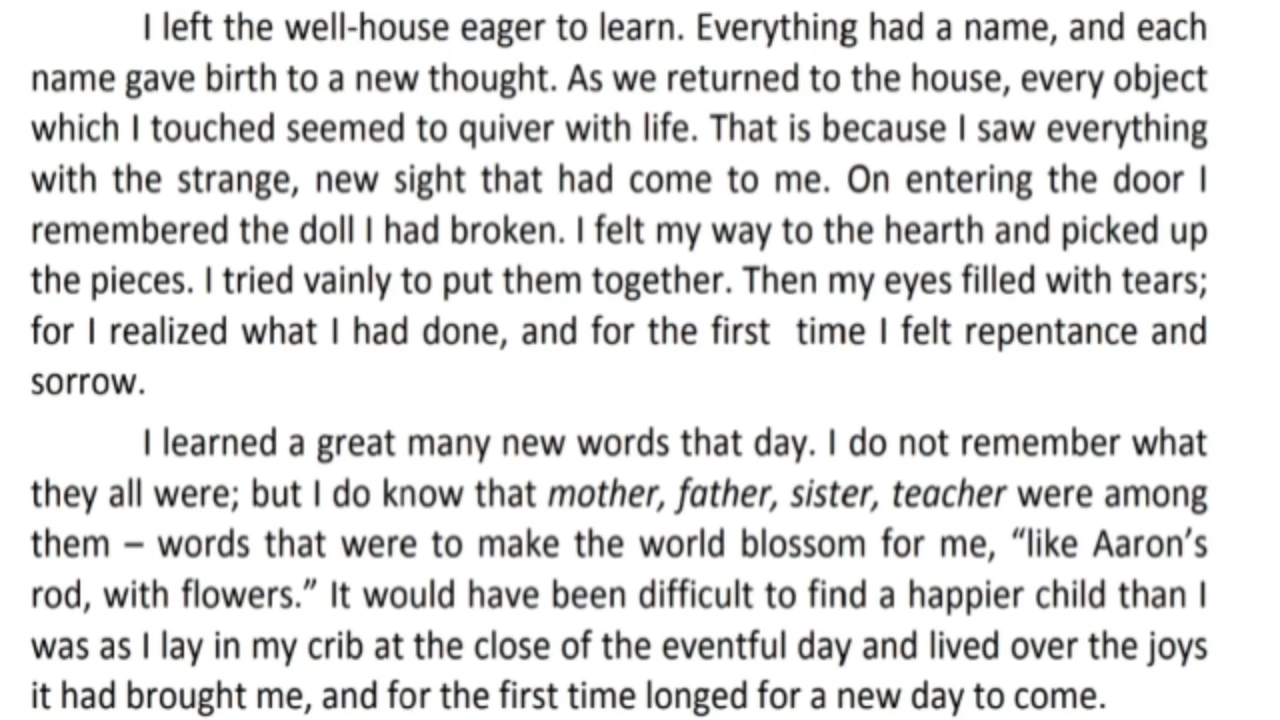 I left the well-house eager to learn. Everything had a name, and each
name gave birth to a new thought. As we returned to the house, every object
which I touched seemed to quiver with life. That is because I saw everything
with the strange, new sight that had come to me. On entering the door I
remembered the doll I had broken. I felt my way to the hearth and picked up
the pieces. I tried vainly to put them together. Then my eyes filled with tears;
for I realized what I had done, and for the first time I felt repentance and
sorrow.
I learned a great many new words that day. I do not remember what
they all were; but I do know that mother, father, sister, teacher were among
them – words that were to make the world blossom for me, “like Aaron’s
rod, with flowers.” It would have been difficult to find a happier child than I
was as I lay in my crib at the close of the eventful day and lived over the joys
it had brought me, and for the first time longed for a new day to come.